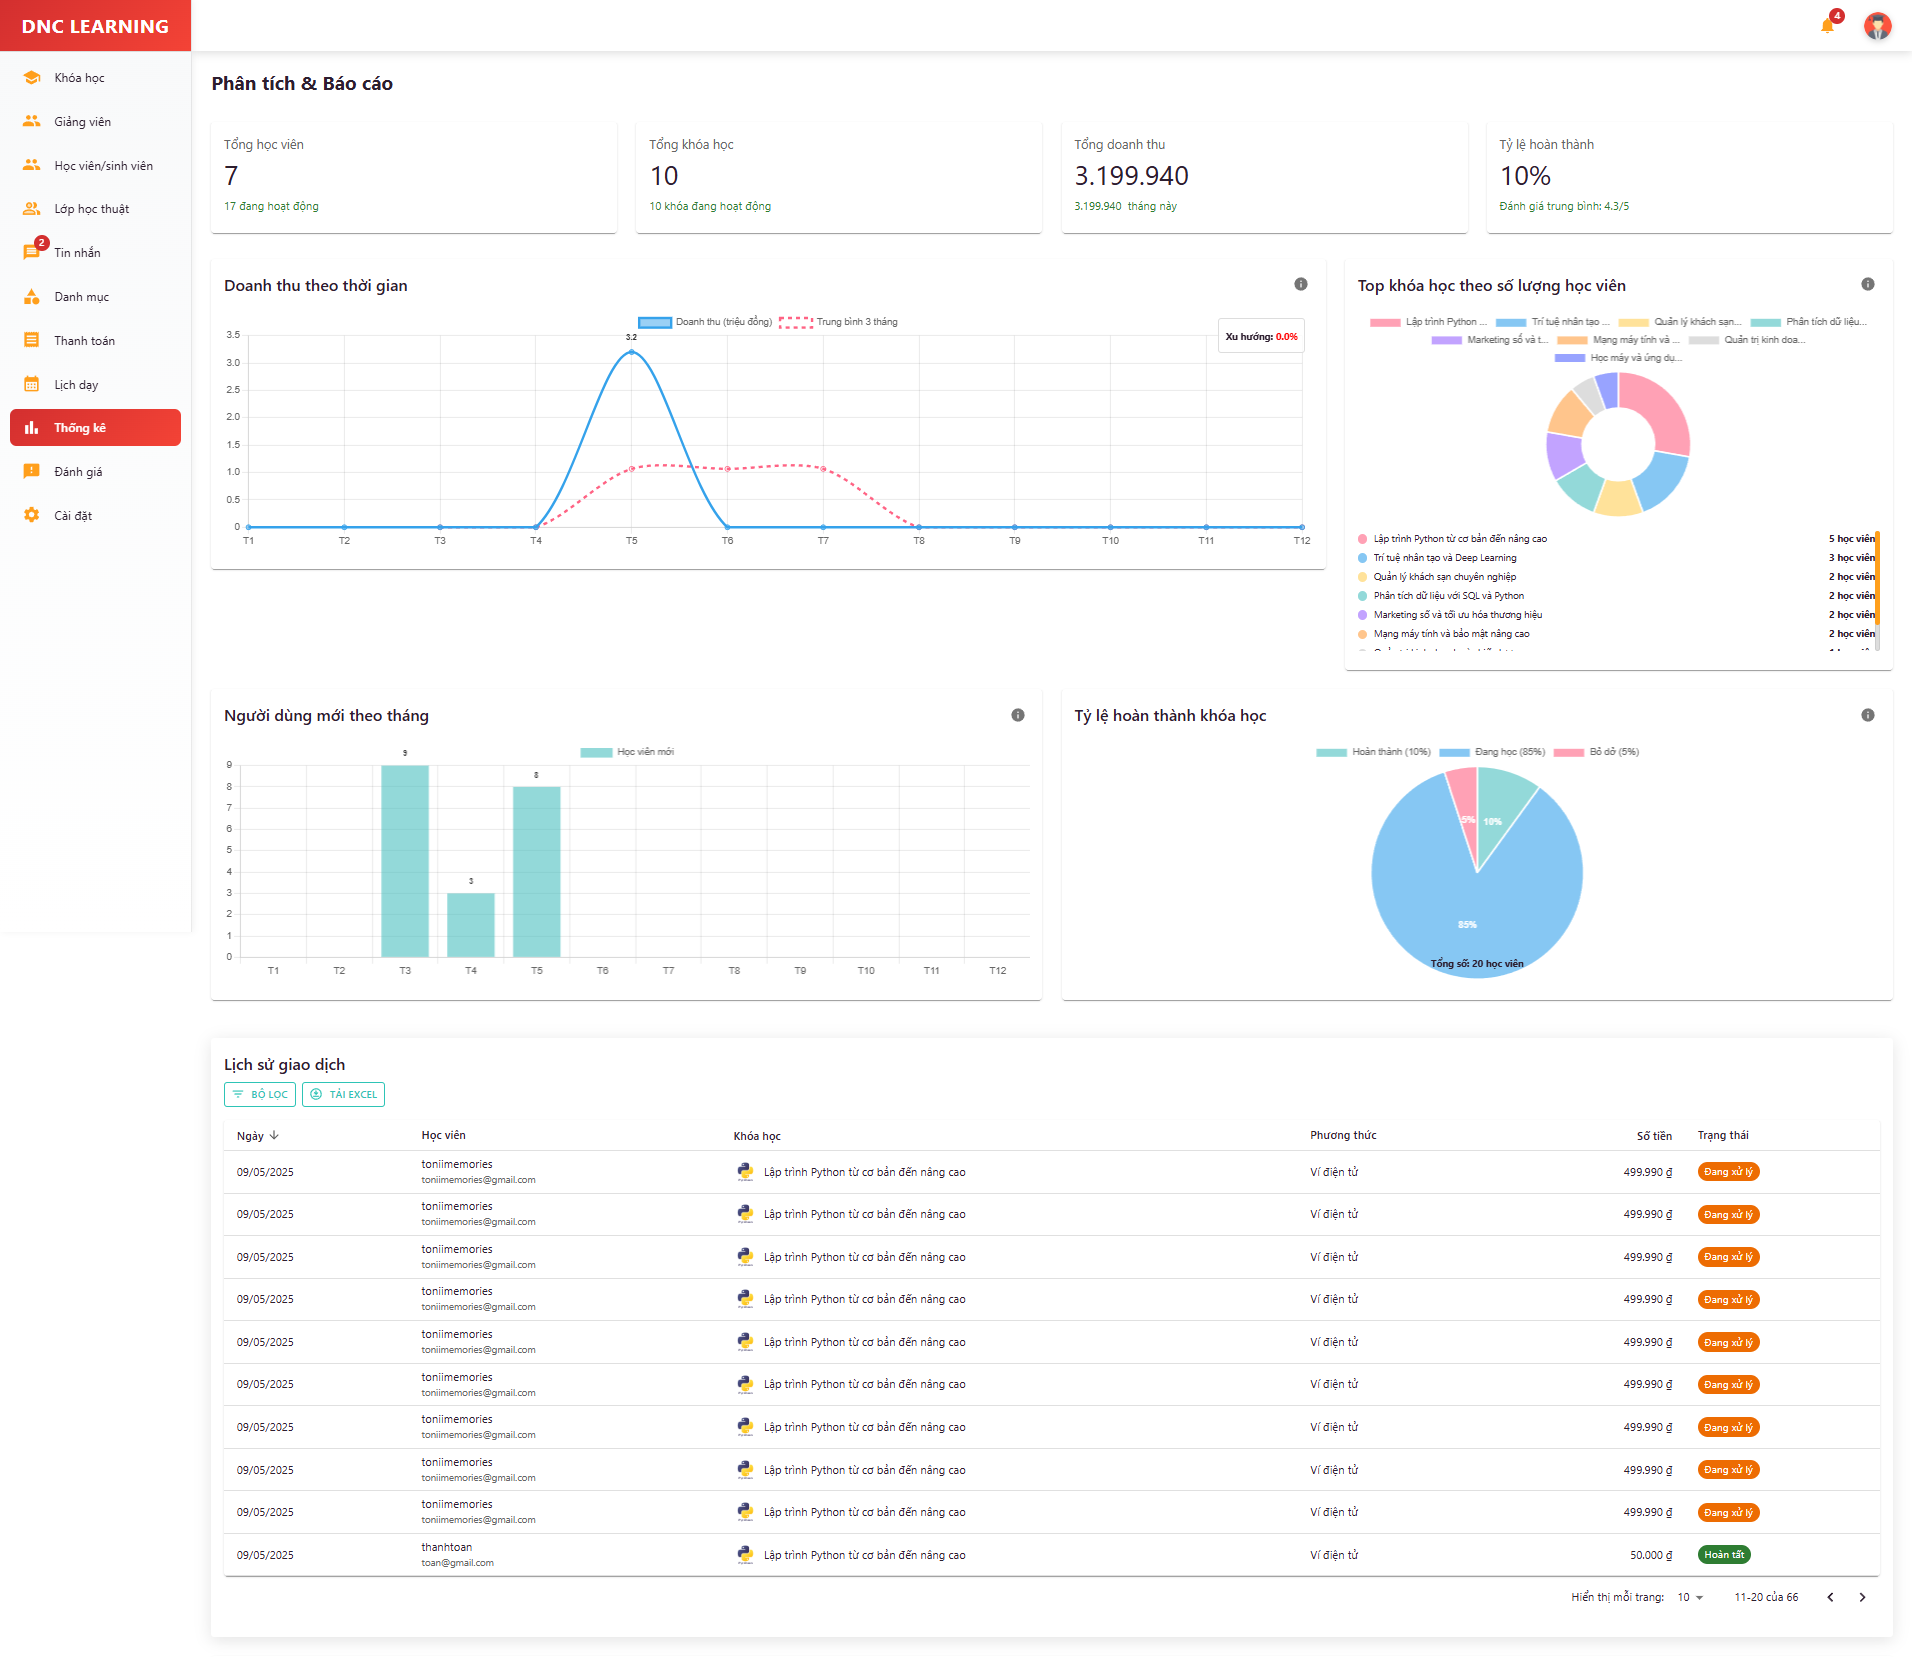 DNC LEARNING
4
Khóa học
Giảng viên
Học viên/sinh viên
Lớp học thuật
2
Tin nhắn
Danh mục
Thanh toán
Lịch dạy
Thống kê
Đánh giá
Cài đặt
Phân tích & Báo cáo
Tổng học viên
7
17 đang hoạt động
Tổng khóa học
10
10 khóa đang hoạt động
Tổng doanh thu
3.199.940
3.199.940 tháng này
Tỷ lệ hoàn thành
10%
Đánh giá trung bình: 4.3/5
Doanh thu theo thời gian
Doanh thu (triệu đồng) Trung bình 3 tháng
Xu hướng: 0.0%
3.2
3.5
3.0
2.5
2.0
1.5
1.0
0.5
0
T1 T2 T3 T4 T5 T6 T7 T8 T9 T10 T11 T12
Top khóa học theo số lượng học viên
Lập trình Python ... Trí tuệ nhân tạo ... Quản lý khách sạn... Phân tích dữ liệu...
Marketing số và t... Mạng máy tính và ... Quản trị kinh doa...
Học máy và ứng dụ...
Lập trình Python từ cơ bản đến nâng cao 5 học viên
Trí tuệ nhân tạo và Deep Learning 3 học viên
Quản lý khách sạn chuyên nghiệp 2 học viên
Phân tích dữ liệu với SQL và Python 2 học viên
Marketing số và tối ưu hóa thương hiệu 2 học viên
Mạng máy tính và bảo mật nâng cao 2 học viên
Người dùng mới theo tháng
Học viên mới
9
3
8
9
8
7
6
5
4
3
2
1
0
T1 T2 T3 T4 T5 T6 T7 T8 T9 T10 T11 T12
Tỷ lệ hoàn thành khóa học
Hoàn thành (10%) Đang học (85%) Bỏ dở (5%)
5% 10%
85%
Tổng số: 20 học viên
Lịch sử giao dịch
BỘ LỌC TẢI EXCEL
Ngày Học viên Khóa học Phương thức Số tiền Trạng thái
09/05/2025 toniimemories Lập trình Python từ cơ bản đến nâng cao Ví điện tử 499.990 ₫ Đang xử lý
toniimemories@gmail.com
09/05/2025 toniimemories Lập trình Python từ cơ bản đến nâng cao Ví điện tử 499.990 ₫ Đang xử lý
toniimemories@gmail.com
09/05/2025 toniimemories Lập trình Python từ cơ bản đến nâng cao Ví điện tử 499.990 ₫ Đang xử lý
toniimemories@gmail.com
09/05/2025 toniimemories Lập trình Python từ cơ bản đến nâng cao Ví điện tử 499.990 ₫ Đang xử lý
toniimemories@gmail.com
09/05/2025 toniimemories Lập trình Python từ cơ bản đến nâng cao Ví điện tử 499.990 ₫ Đang xử lý
toniimemories@gmail.com
09/05/2025 toniimemories Lập trình Python từ cơ bản đến nâng cao Ví điện tử 499.990 ₫ Đang xử lý
toniimemories@gmail.com
09/05/2025 toniimemories Lập trình Python từ cơ bản đến nâng cao Ví điện tử 499.990 ₫ Đang xử lý
toniimemories@gmail.com
09/05/2025 toniimemories Lập trình Python từ cơ bản đến nâng cao Ví điện tử 499.990 ₫ Đang xử lý
toniimemories@gmail.com
09/05/2025 toniimemories Lập trình Python từ cơ bản đến nâng cao Ví điện tử 499.990 ₫ Đang xử lý
toniimemories@gmail.com
09/05/2025 thanhtoan Lập trình Python từ cơ bản đến nâng cao Ví điện tử 50.000 ₫ Hoàn tất
toan@gmail.com
Hiển thị mỗi trang: 10 11-20 của 66